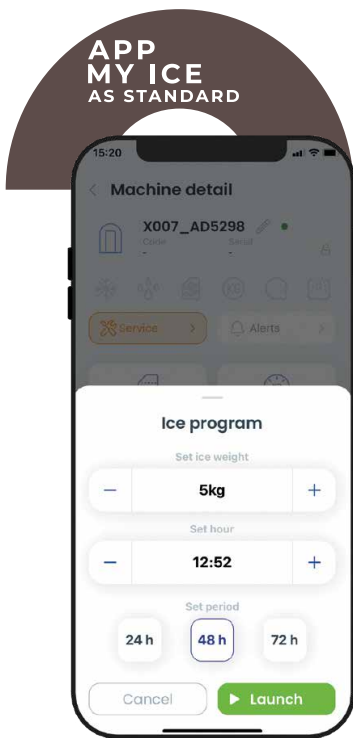 APP
MY ICE
AS STANDARD
15:20
Machine detail
X007_AD5298
Code Serial
- -
Service Alerts
Ice program
Set ice weight
− 5kg +
Set hour
− 12:52 +
Set period
24 h 48 h 72 h
Cancel Launch